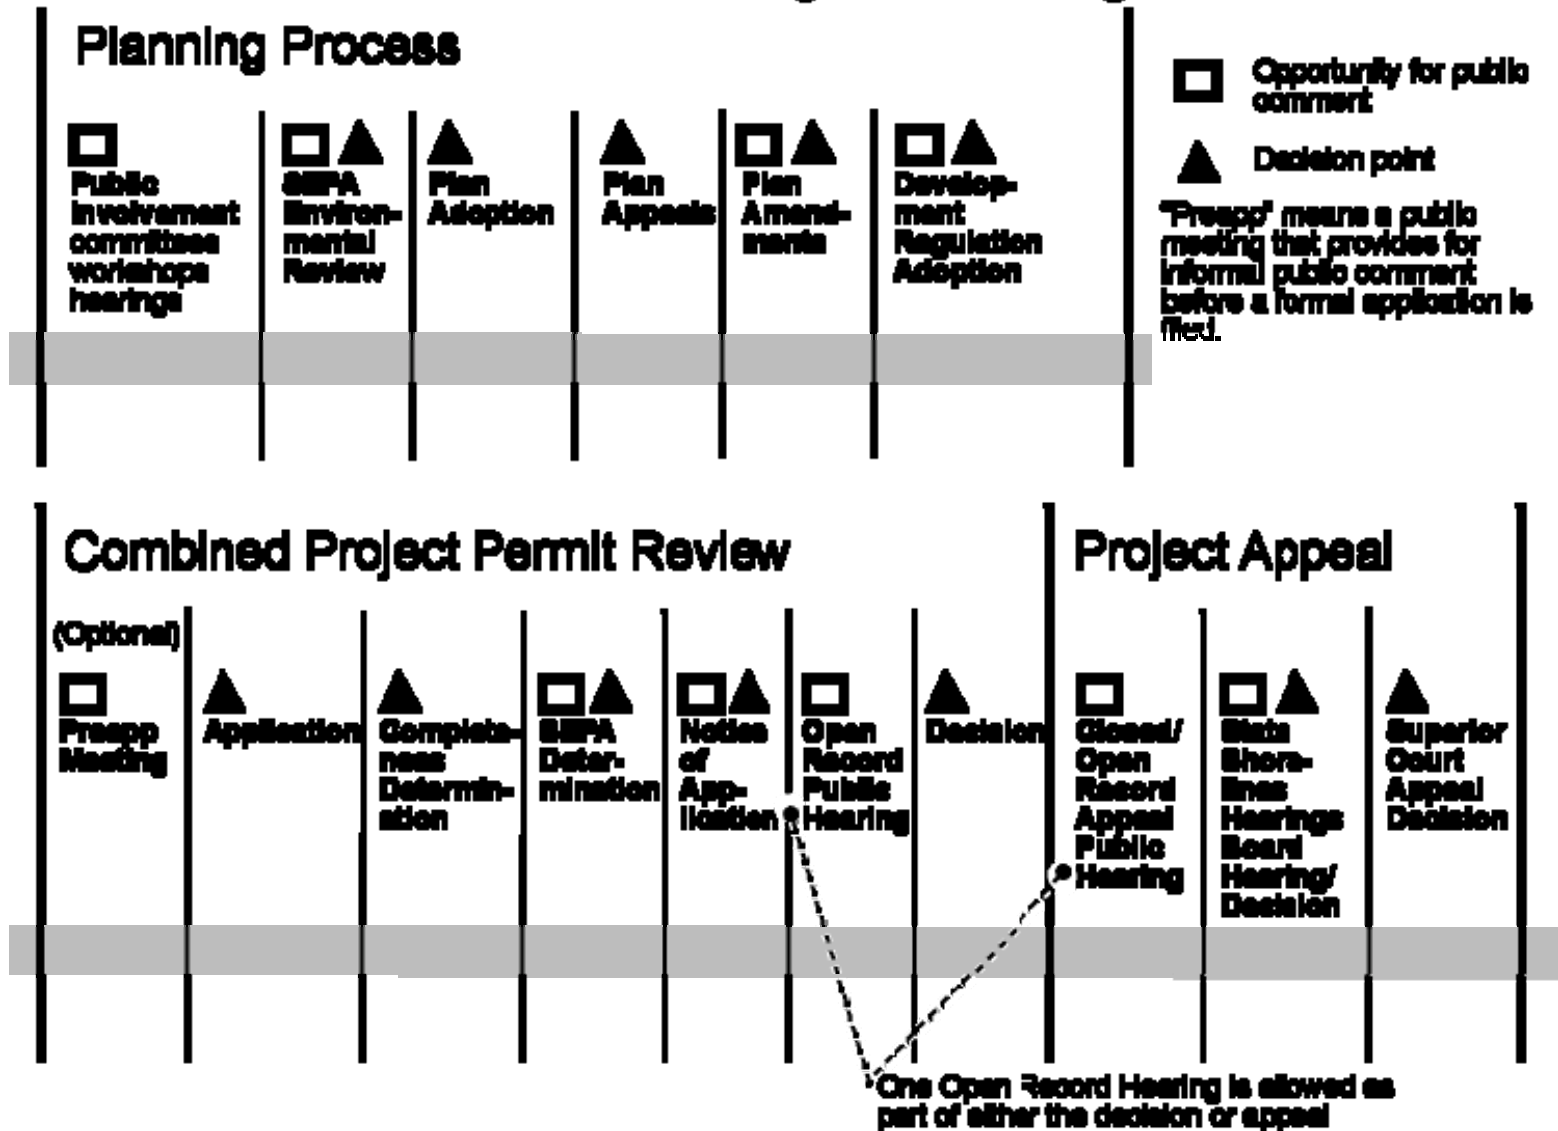 Planning Process
Public
involvement
committees
workshops
hearings
SEPA
Environ-
mental
Review
Plan
Adoption
Plan
Appeals
Plan
Amend-
ments
Develop-
ment
Regulation
Adoption
Opportunity for public
comment
Decision point
"Preapp" means a public
meeting that provides for
informal public comment
before a formal application is
filed.
Combined Project Permit Review
(Optional)
Preapp
Meeting
Application
Complete-
ness
Determin-
ation
SEPA
Deter-
mination
Notice
of
App-
lication
Open
Record
Public
Hearing
Decision
Project Appeal
Closed/
Open
Record
Appeal
Public
Hearing
State
Shore-
lines
Hearings
Board
Hearing/
Decision
Superior
Court
Appeal
Decision
One Open Record Hearing is allowed as
part of either the decision or appeal